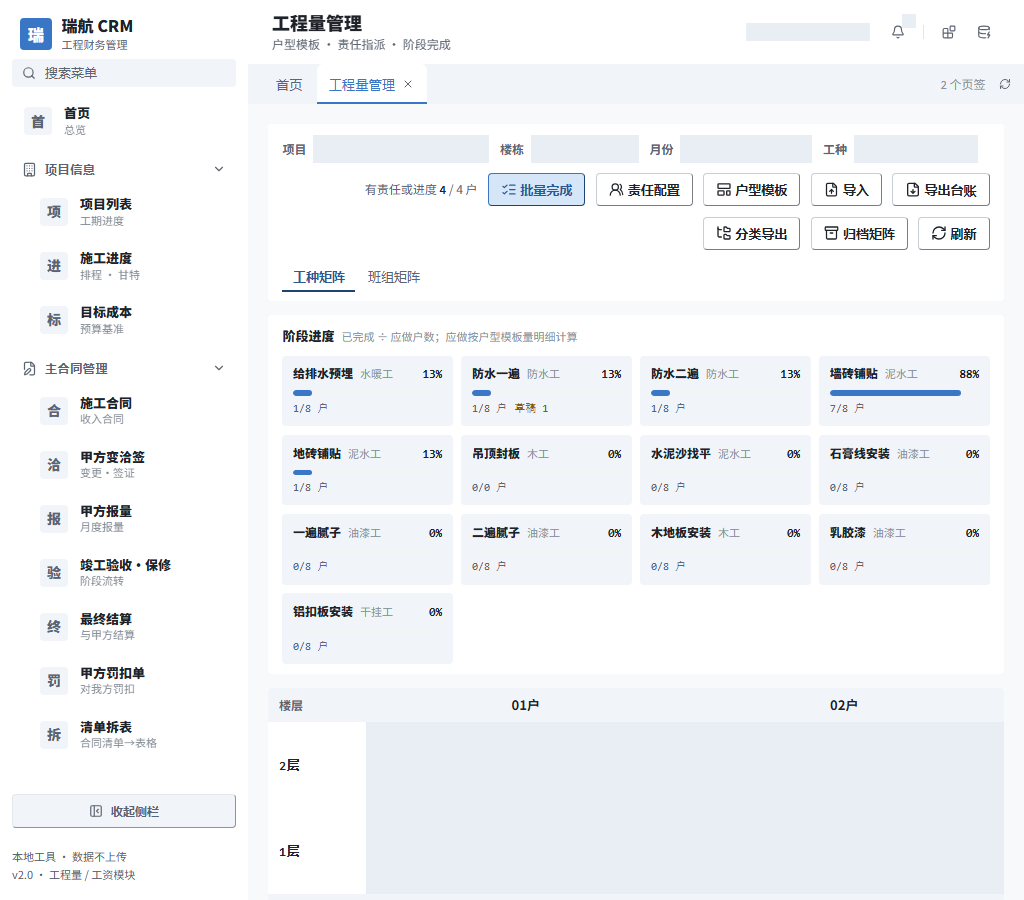 瑞
瑞航 CRM
工程财务管理
搜索菜单
首
首页
总览
项目信息
项
项目列表
工期进度
进
施工进度
排程 · 甘特
标
目标成本
预算基准
主合同管理
合
施工合同
收入合同
洽
甲方变洽签
变更·签证
报
甲方报量
月度报量
验
竣工验收·保修
阶段流转
终
最终结算
与甲方结算
罚
甲方罚扣单
对我方罚扣
拆
清单拆表
合同清单→表格
收起侧栏
本地工具 · 数据不上传
v2.0 · 工程量 / 工资模块
工程量管理
户型模板 · 责任指派 · 阶段完成
首页
工程量管理 ×
2 个页签
项目
楼栋
月份
工种
有责任或进度 4 / 4 户
批量完成
责任配置
户型模板
导入
导出台账
分类导出
归档矩阵
刷新
工种矩阵
班组矩阵
阶段进度 已完成 ÷ 应做户数；应做按户型模板量明细计算
给排水预埋 水暖工 13%
1/8 户
防水一遍 防水工 13%
1/8 户 草稿 1
防水二遍 防水工 13%
1/8 户
墙砖铺贴 泥水工 88%
7/8 户
地砖铺贴 泥水工 13%
1/8 户
吊顶封板 木工 0%
0/0 户
水泥沙找平 泥水工 0%
0/8 户
石膏线安装 油漆工 0%
0/8 户
一遍腻子 油漆工 0%
0/8 户
二遍腻子 油漆工 0%
0/8 户
木地板安装 木工 0%
0/8 户
乳胶漆 油漆工 0%
0/8 户
铝扣板安装 干挂工 0%
0/8 户
楼层 01户 02户
2层
1层